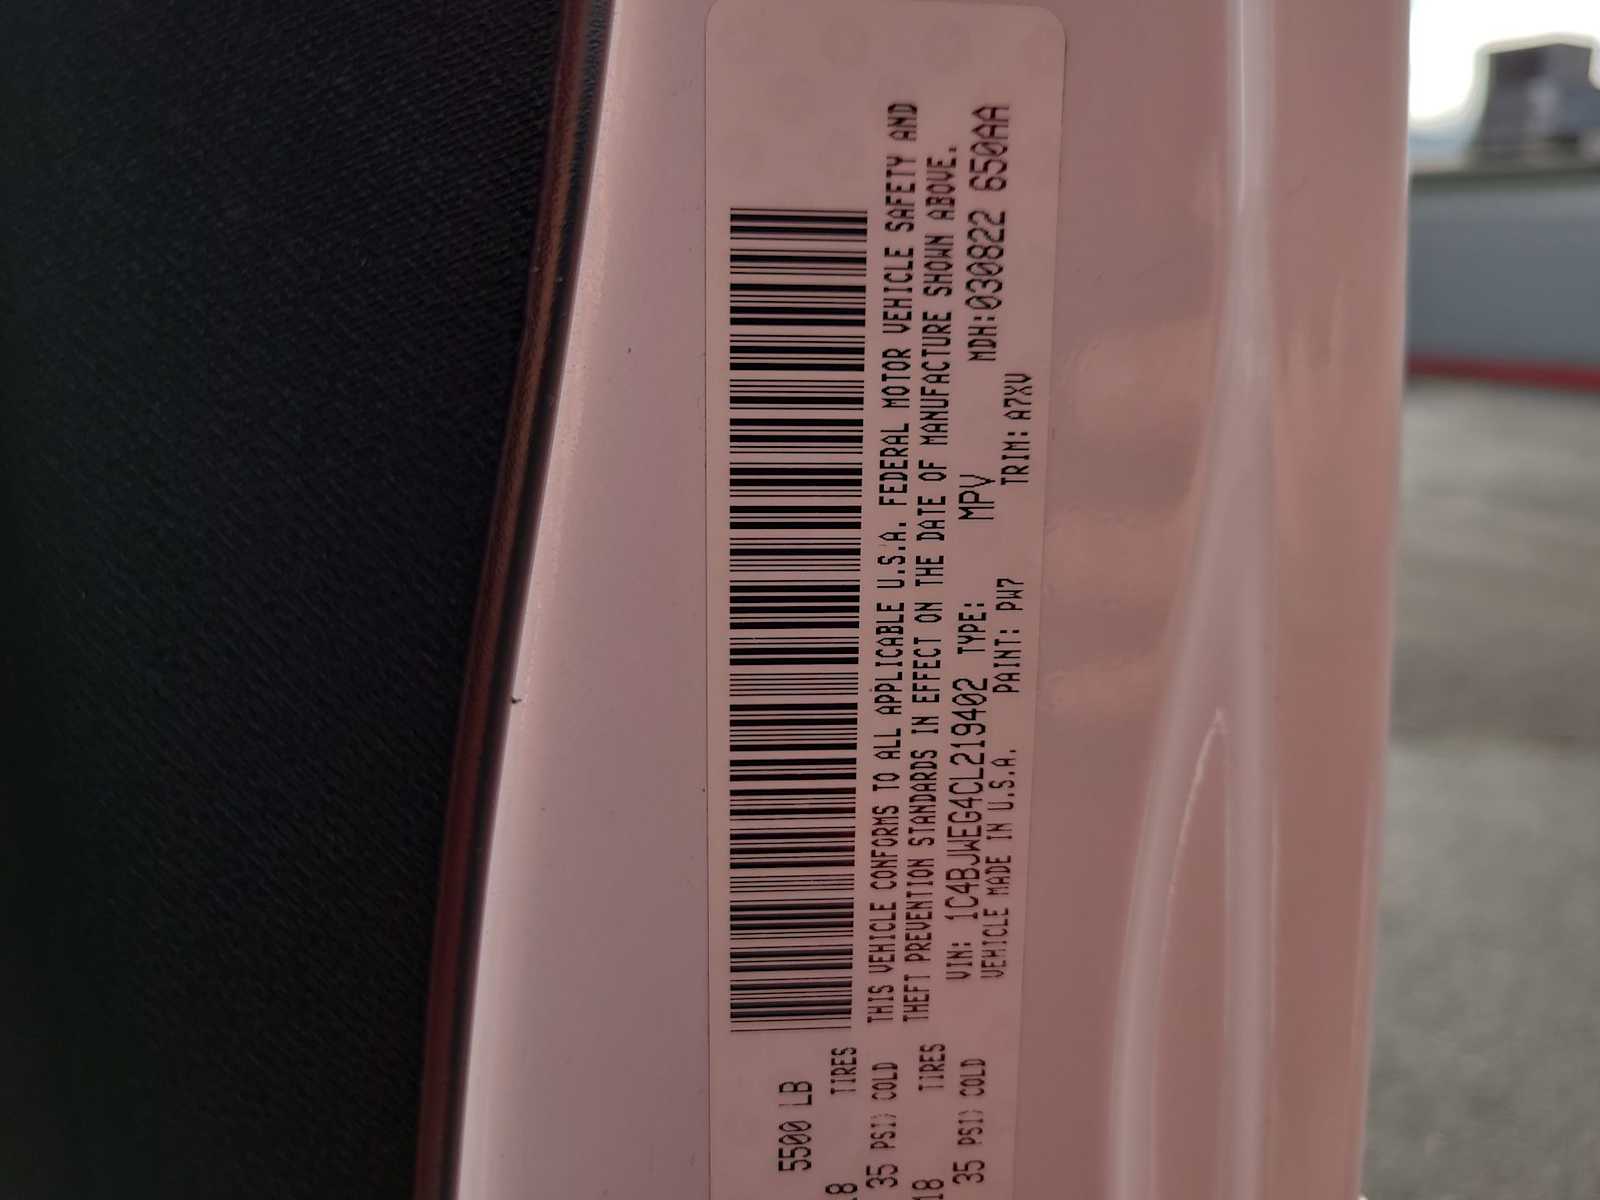 5500 LB
18 TIRES
35 PSI) COLD
18 TIRES
35 PSI) COLD
THIS VEHICLE CONFORMS TO ALL APPLICABLE U.S.A. FEDERAL MOTOR VEHICLE SAFETY AND
THEFT PREVENTION STANDARDS IN EFFECT ON THE DATE OF MANUFACTURE SHOWN ABOVE.
VIN: 1C4BJWEG4CL219402 TYPE: MPV MDH:030822 650AA
VEHICLE MADE IN U.S.A. PAINT: PW7 TRIM: A7XV